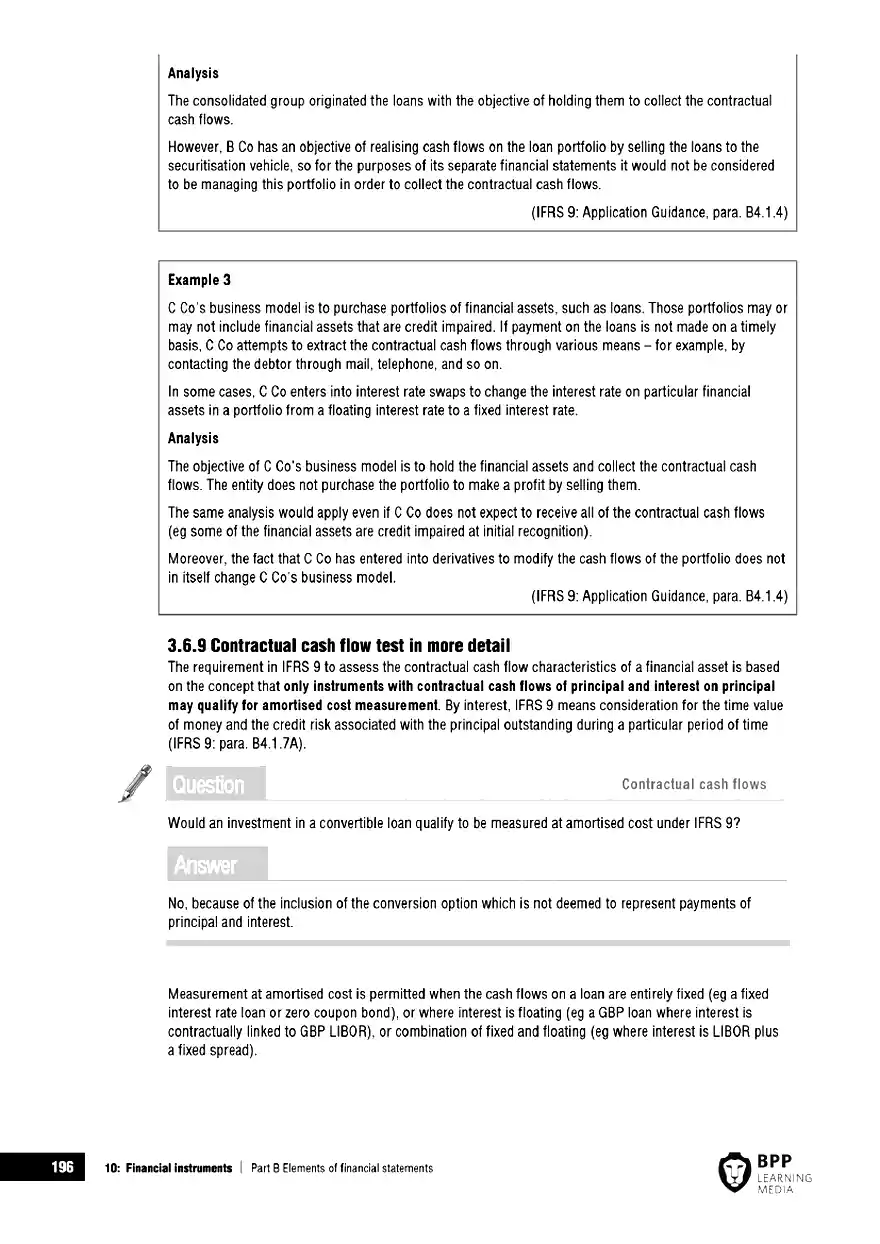 Analysis
The consolidated group originated the loans with the objective of holding them to collect the contractual
cash flows.
However, B Co has an objective of realising cash flows on the loan portfolio by selling the loans to the
securitisation vehicle, so for the purposes of its separate financial statements it would not be considered
to be managing this portfolio in order to collect the contractual cash flows.
(IFRS 9: Application Guidance, para. B4.1.4)
Example 3
C Co's business model is to purchase portfolios of financial assets, such as loans. Those portfolios may or
may not include financial assets that are credit impaired. If payment on the loans is not made on a timely
basis, C Co attempts to extract the contractual cash flows through various means – for example, by
contacting the debtor through mail, telephone, and so on.
In some cases, C Co enters into interest rate swaps to change the interest rate on particular financial
assets in a portfolio from a floating interest rate to a fixed interest rate.
Analysis
The objective of C Co's business model is to hold the financial assets and collect the contractual cash
flows. The entity does not purchase the portfolio to make a profit by selling them.
The same analysis would apply even if C Co does not expect to receive all of the contractual cash flows
(eg some of the financial assets are credit impaired at initial recognition).
Moreover, the fact that C Co has entered into derivatives to modify the cash flows of the portfolio does not
in itself change C Co's business model.
(IFRS 9: Application Guidance, para. B4.1.4)
3.6.9 Contractual cash flow test in more detail
The requirement in IFRS 9 to assess the contractual cash flow characteristics of a financial asset is based
on the concept that only instruments with contractual cash flows of principal and interest on principal
may qualify for amortised cost measurement. By interest, IFRS 9 means consideration for the time value
of money and the credit risk associated with the principal outstanding during a particular period of time
(IFRS 9: para. B4.1.7A).
Question
Contractual cash flows
Would an investment in a convertible loan qualify to be measured at amortised cost under IFRS 9?
Answer
No, because of the inclusion of the conversion option which is not deemed to represent payments of
principal and interest.
Measurement at amortised cost is permitted when the cash flows on a loan are entirely fixed (eg a fixed
interest rate loan or zero coupon bond), or where interest is floating (eg a GBP loan where interest is
contractually linked to GBP LIBOR), or combination of fixed and floating (eg where interest is LIBOR plus
a fixed spread).
196 10: Financial instruments | Part B Elements of financial statements
BPP
LEARNING
MEDIA